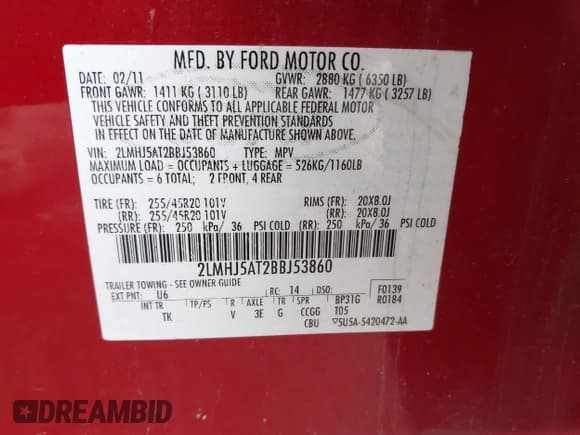 MFD. BY FORD MOTOR CO.
DATE: 02/11 GVWR: 2880 KG ( 6350 LB)
FRONT GAWR: 1411 KG ( 3110 LB) REAR GAWR: 1477 KG ( 3257 LB)
THIS VEHICLE CONFORMS TO ALL APPLICABLE FEDERAL MOTOR
VEHICLE SAFETY AND THEFT PREVENTION STANDARDS
IN EFFECT ON THE DATE OF MANUFACTURE SHOWN ABOVE.
VIN: 2LMHJ5AT2BBJ53860 TYPE: MPV
MAXIMUM LOAD = OCCUPANTS + LUGGAGE = 526KG/1160LB
OCCUPANTS = 6 TOTAL; 2 FRONT, 4 REAR
TIRE (FR): 255/45R20 101V RIMS (FR): 20X8.0J
(RR): 255/45R20 101V (RR): 20X8.0J
PRESSURE (FR): 250 kPa/ 36 PSI COLD (RR): 250 kPa/ 36 PSI COLD
2LMHJ5AT2BBJ53860
TRAILER TOWING - SEE OWNER GUIDE
EXT PNT: U6 RC: 14 DSO: F0139
INT TR TP/PS R AXLE TR SPR BP31G R0184
TK V 3E G CCGG T05
CBU 5U5A-5420472-AA
DREAMBID